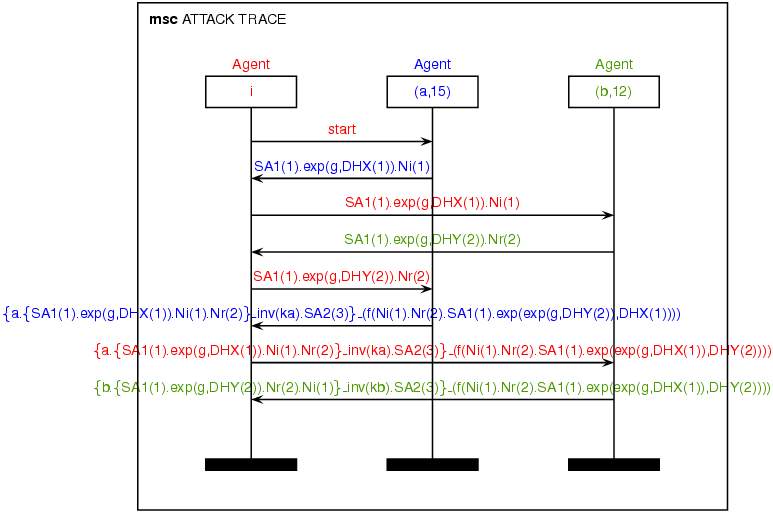 msc ATTACK TRACE
Agent Agent Agent
i (a,15) (b,12)
start
SA1(1).exp(g,DHX(1)).Ni(1)
SA1(1).exp(g,DHX(1)).Ni(1)
SA1(1).exp(g,DHY(2)).Nr(2)
SA1(1).exp(g,DHY(2)).Nr(2)
{a.{SA1(1).exp(g,DHX(1)).Ni(1).Nr(2)}_inv(ka).SA2(3)}_(f(Ni(1).Nr(2).SA1(1).exp(exp(g,DHY(2)),DHX(1))))
{a.{SA1(1).exp(g,DHX(1)).Ni(1).Nr(2)}_inv(ka).SA2(3)}_(f(Ni(1).Nr(2).SA1(1).exp(exp(g,DHX(1)),DHY(2))))
{b.{SA1(1).exp(g,DHY(2)).Nr(2).Ni(1)}_inv(kb).SA2(3)}_(f(Ni(1).Nr(2).SA1(1).exp(exp(g,DHX(1)),DHY(2))))